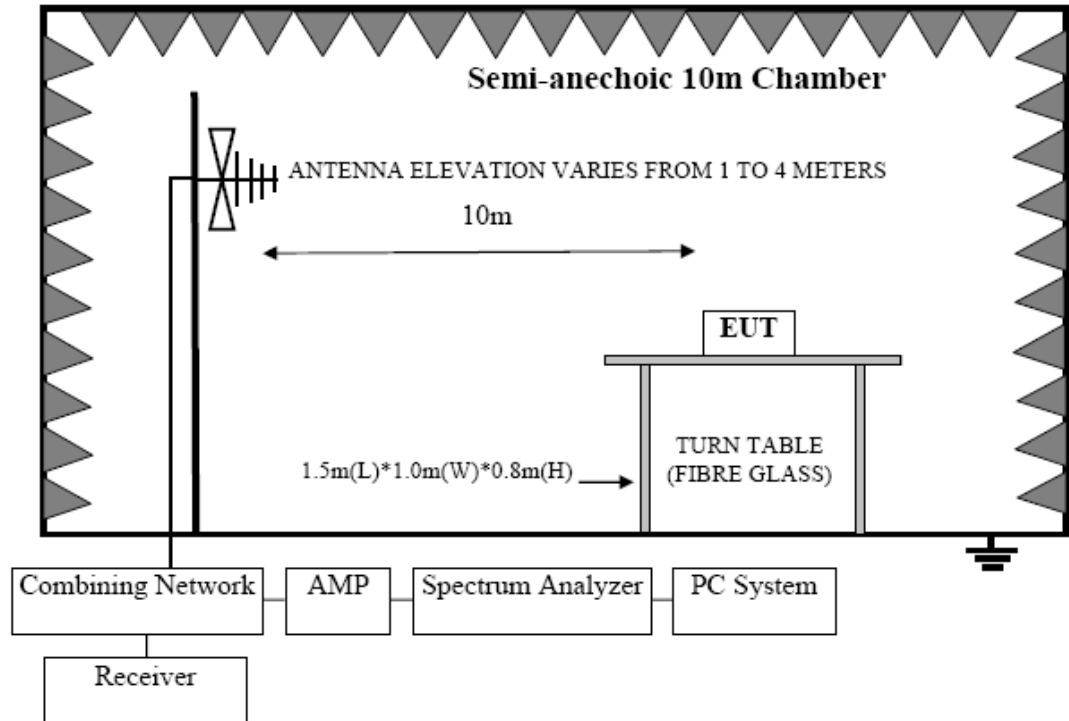 Semi-anechoic 10m Chamber
ANTENNA ELEVATION VARIES FROM 1 TO 4 METERS
10m
EUT
TURN TABLE
(FIBRE GLASS)
1.5m(L)*1.0m(W)*0.8m(H)
Combining Network
AMP
Spectrum Analyzer
PC System
Receiver